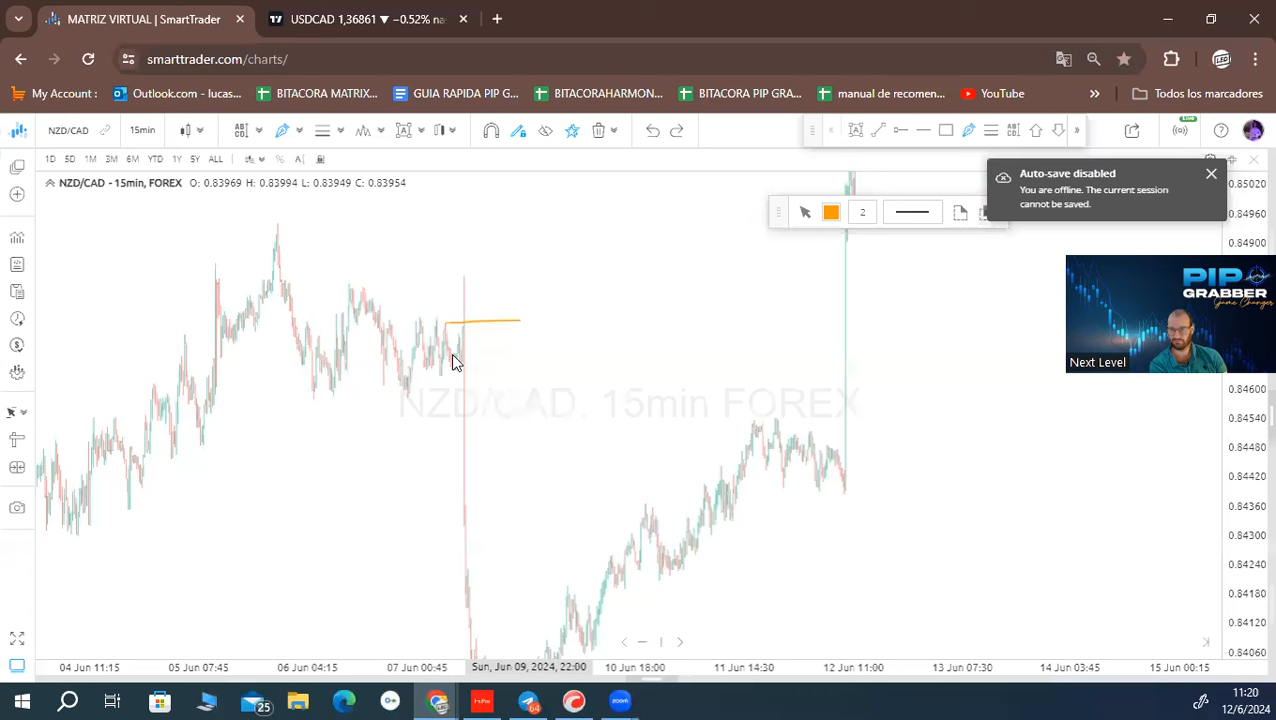 MATRIZ VIRTUAL | SmartTrader
USDCAD 1,36861 ▼ −0.52%
smarttrader.com/charts/
My Account :
Outlook.com - lucas...
BITACORA MATRIX...
GUIA RAPIDA PIP G...
BITACORAHARMON...
BITACORA PIP GRA...
manual de recomen...
YouTube
Todos los marcadores
NZD/CAD
15min
Live
1D 5D 1M 3M 6M YTD 1Y 5Y ALL
NZD/CAD - 15min, FOREX O: 0.83969 H: 0.83994 L: 0.83949 C: 0.83954
Auto-save disabled
You are offline. The current session
cannot be saved.
2
PIP
GRABBER
Game Changer
Next Level
NZD/CAD, 15min FOREX
0.85020
0.84960
0.84900
0.84600
0.84540
0.84480
0.84420
0.84360
0.84300
0.84240
0.84180
0.84120
0.84060
04 Jun 11:15
05 Jun 07:45
06 Jun 04:15
07 Jun 00:45
Sun, Jun 09, 2024, 22:00
10 Jun 18:00
11 Jun 14:30
12 Jun 11:00
13 Jun 07:30
14 Jun 03:45
15 Jun 00:15
25
64
zoom
11:20
12/6/2024